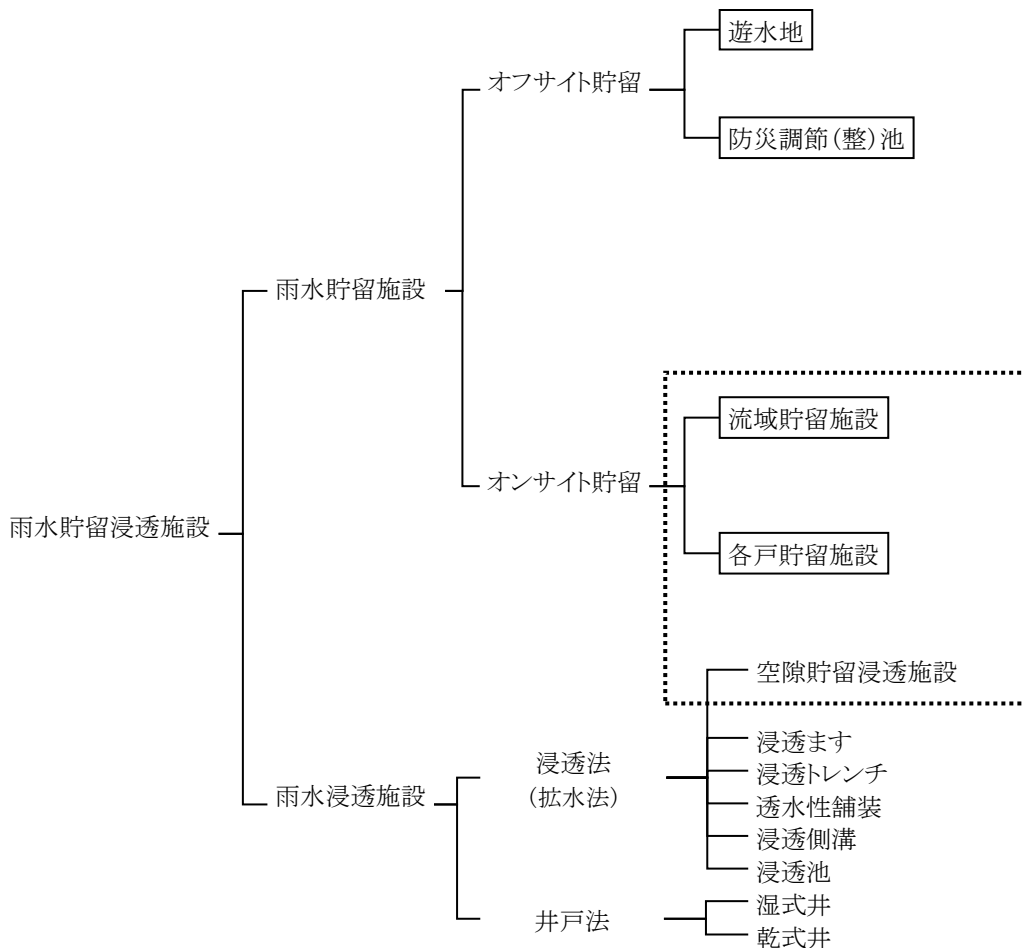 遊水地
オフサイト貯留
防災調節(整)池
雨水貯留施設
流域貯留施設
オンサイト貯留
雨水貯留浸透施設
各戸貯留施設
空隙貯留浸透施設
浸透ます
浸透法
浸透トレンチ
雨水浸透施設
(拡水法)
透水性舗装
浸透側溝
浸透池
湿式井
井戸法
乾式井